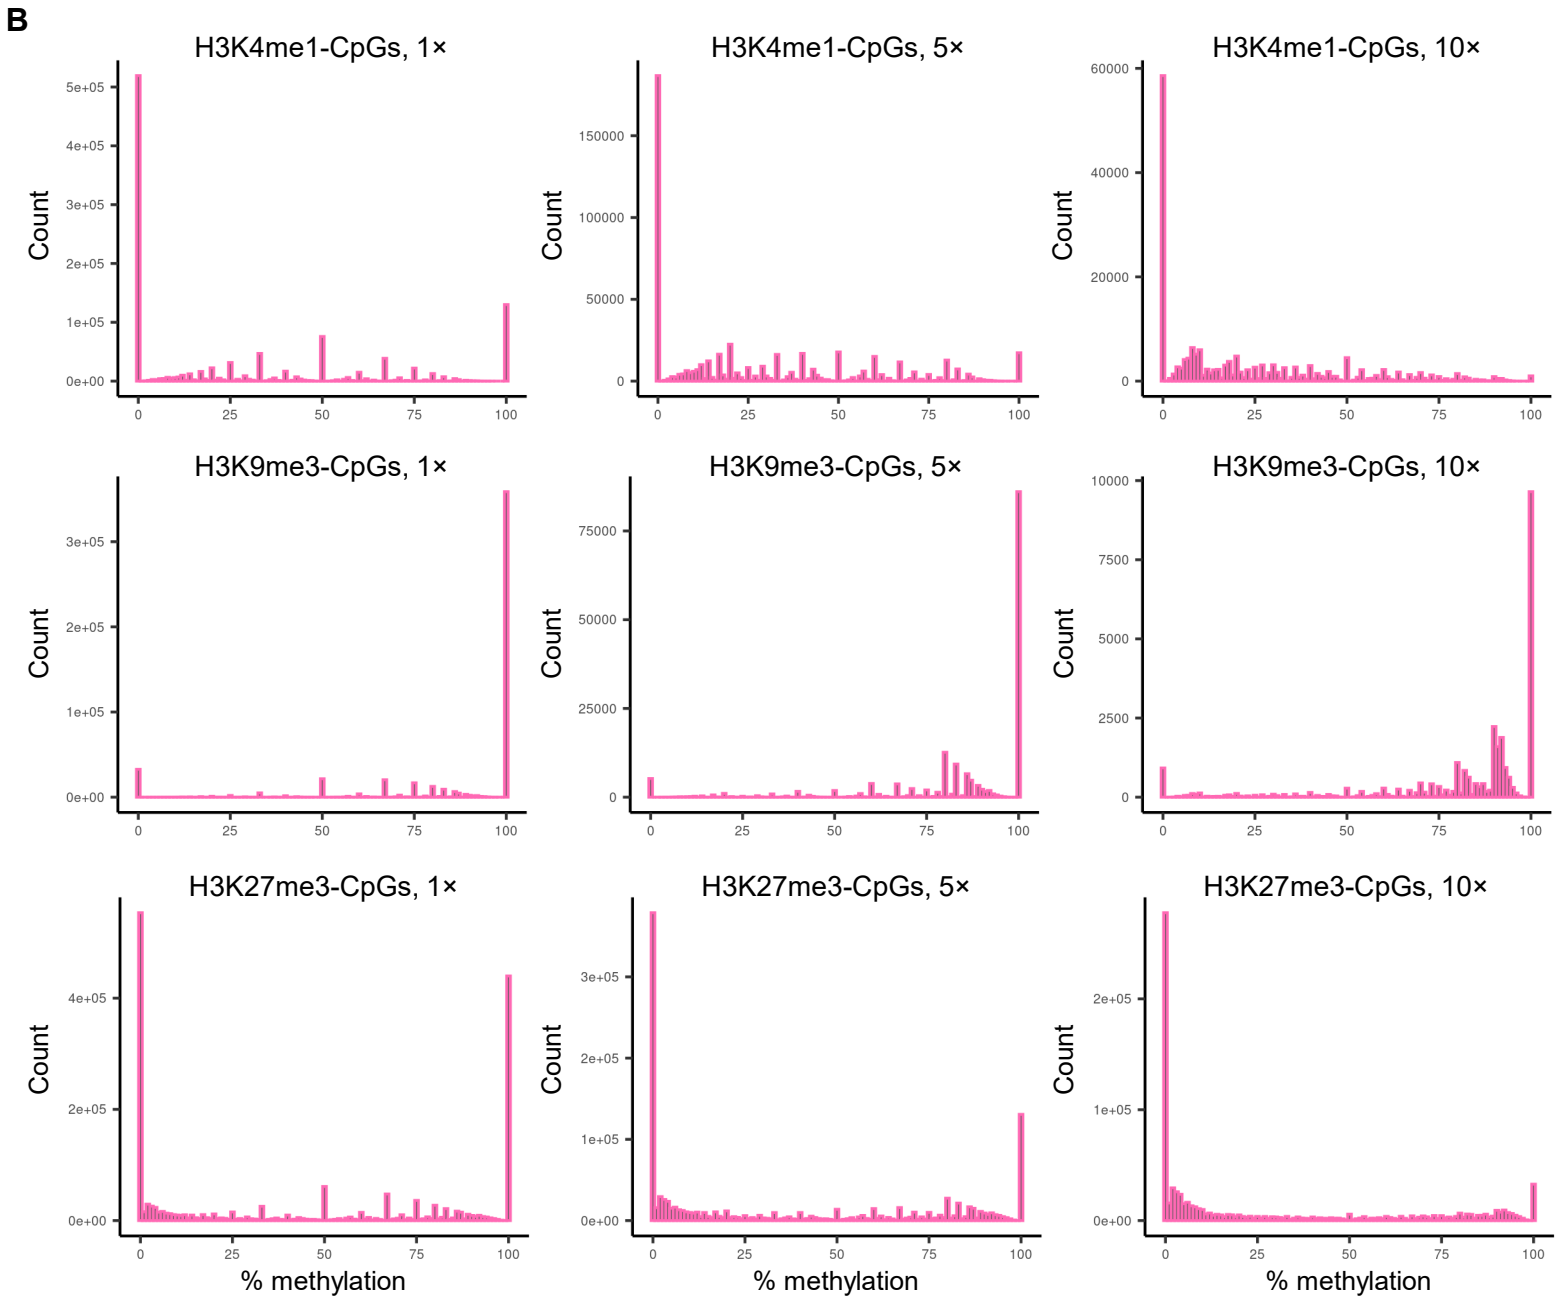 B
H3K4me1-CpGs, 1×
H3K4me1-CpGs, 5×
H3K4me1-CpGs, 10×
Count
5e+05
4e+05
3e+05
2e+05
1e+05
0e+00
0 25 50 75 100
Count
150000
100000
50000
0
0 25 50 75 100
Count
60000
40000
20000
0
0 25 50 75 100
H3K9me3-CpGs, 1×
H3K9me3-CpGs, 5×
H3K9me3-CpGs, 10×
Count
3e+05
2e+05
1e+05
0e+00
0 25 50 75 100
Count
75000
50000
25000
0
0 25 50 75 100
Count
10000
7500
5000
2500
0
0 25 50 75 100
H3K27me3-CpGs, 1×
H3K27me3-CpGs, 5×
H3K27me3-CpGs, 10×
Count
4e+05
2e+05
0e+00
0 25 50 75 100
% methylation
Count
3e+05
2e+05
1e+05
0e+00
0 25 50 75 100
% methylation
Count
2e+05
1e+05
0e+00
0 25 50 75 100
% methylation